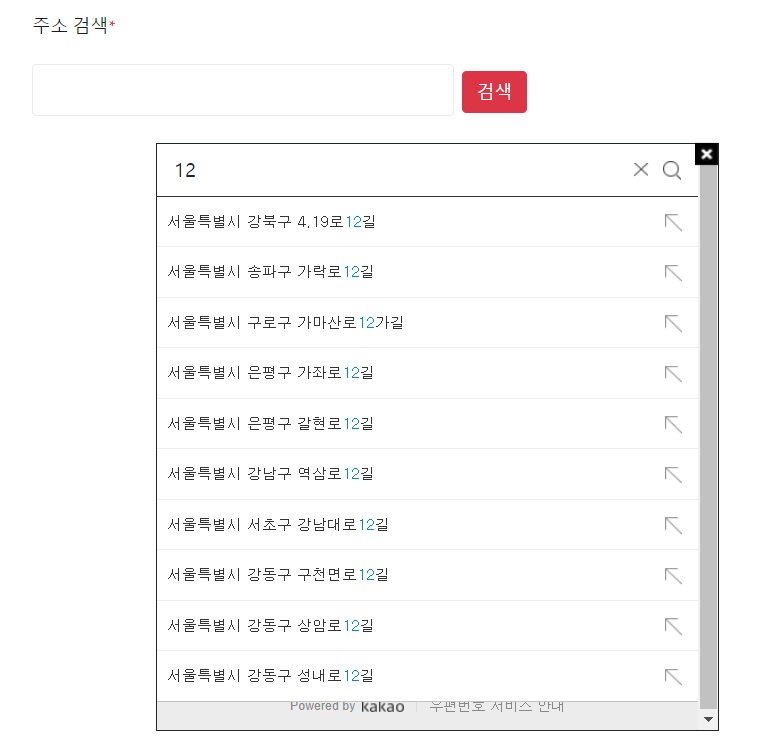 주소 검색*
검색
12
서울특별시 강북구 4.19로12길
서울특별시 송파구 가락로12길
서울특별시 구로구 가마산로12가길
서울특별시 은평구 가좌로12길
서울특별시 은평구 갈현로12길
서울특별시 강남구 역삼로12길
서울특별시 서초구 강남대로12길
서울특별시 강동구 구천면로12길
서울특별시 강동구 상암로12길
서울특별시 강동구 성내로12길
Powered by kakao 우편번호 서비스 안내